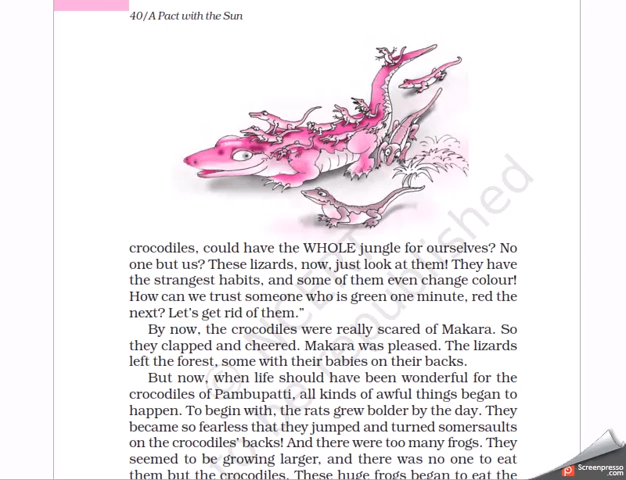 40/A Pact with the Sun
crocodiles, could have the WHOLE jungle for ourselves? No
one but us? These lizards, now, just look at them! They have
the strangest habits, and some of them even change colour!
How can we trust someone who is green one minute, red the
next? Let's get rid of them."
By now, the crocodiles were really scared of Makara. So
they clapped and cheered. Makara was pleased. The lizards
left the forest, some with their babies on their backs.
But now, when life should have been wonderful for the
crocodiles of Pambupatti, all kinds of awful things began to
happen. To begin with, the rats grew bolder by the day. They
became so fearless that they jumped and turned somersaults
on the crocodiles' backs! And there were too many frogs. They
seemed to be growing larger, and there was no one to eat
them but the crocodiles. These huge frogs began to eat the
© NCERT
to be republished
Screenpresso
.com